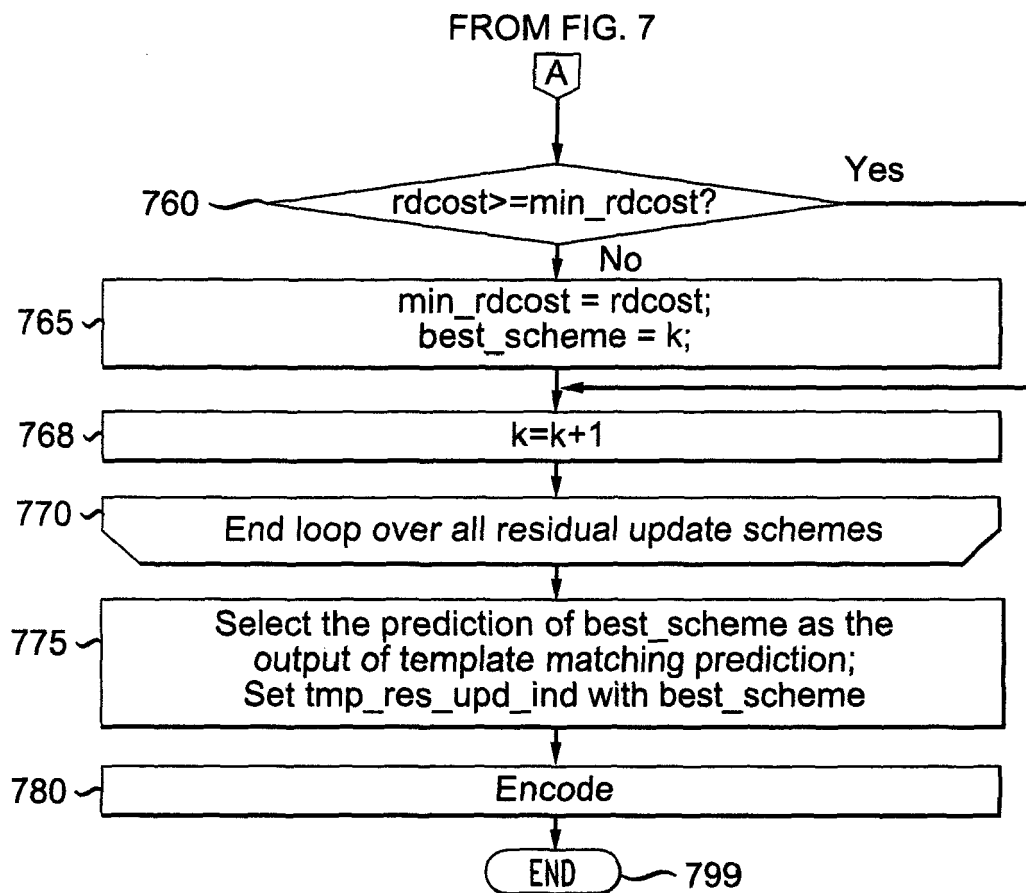 FROM FIG. 7
A
760
rdcost>=min_rdcost?
Yes
No
765
min_rdcost = rdcost;
best_scheme = k;
768
k=k+1
770
End loop over all residual update schemes
775
Select the prediction of best_scheme as the
output of template matching prediction;
Set tmp_res_upd_ind with best_scheme
780
Encode
END
799